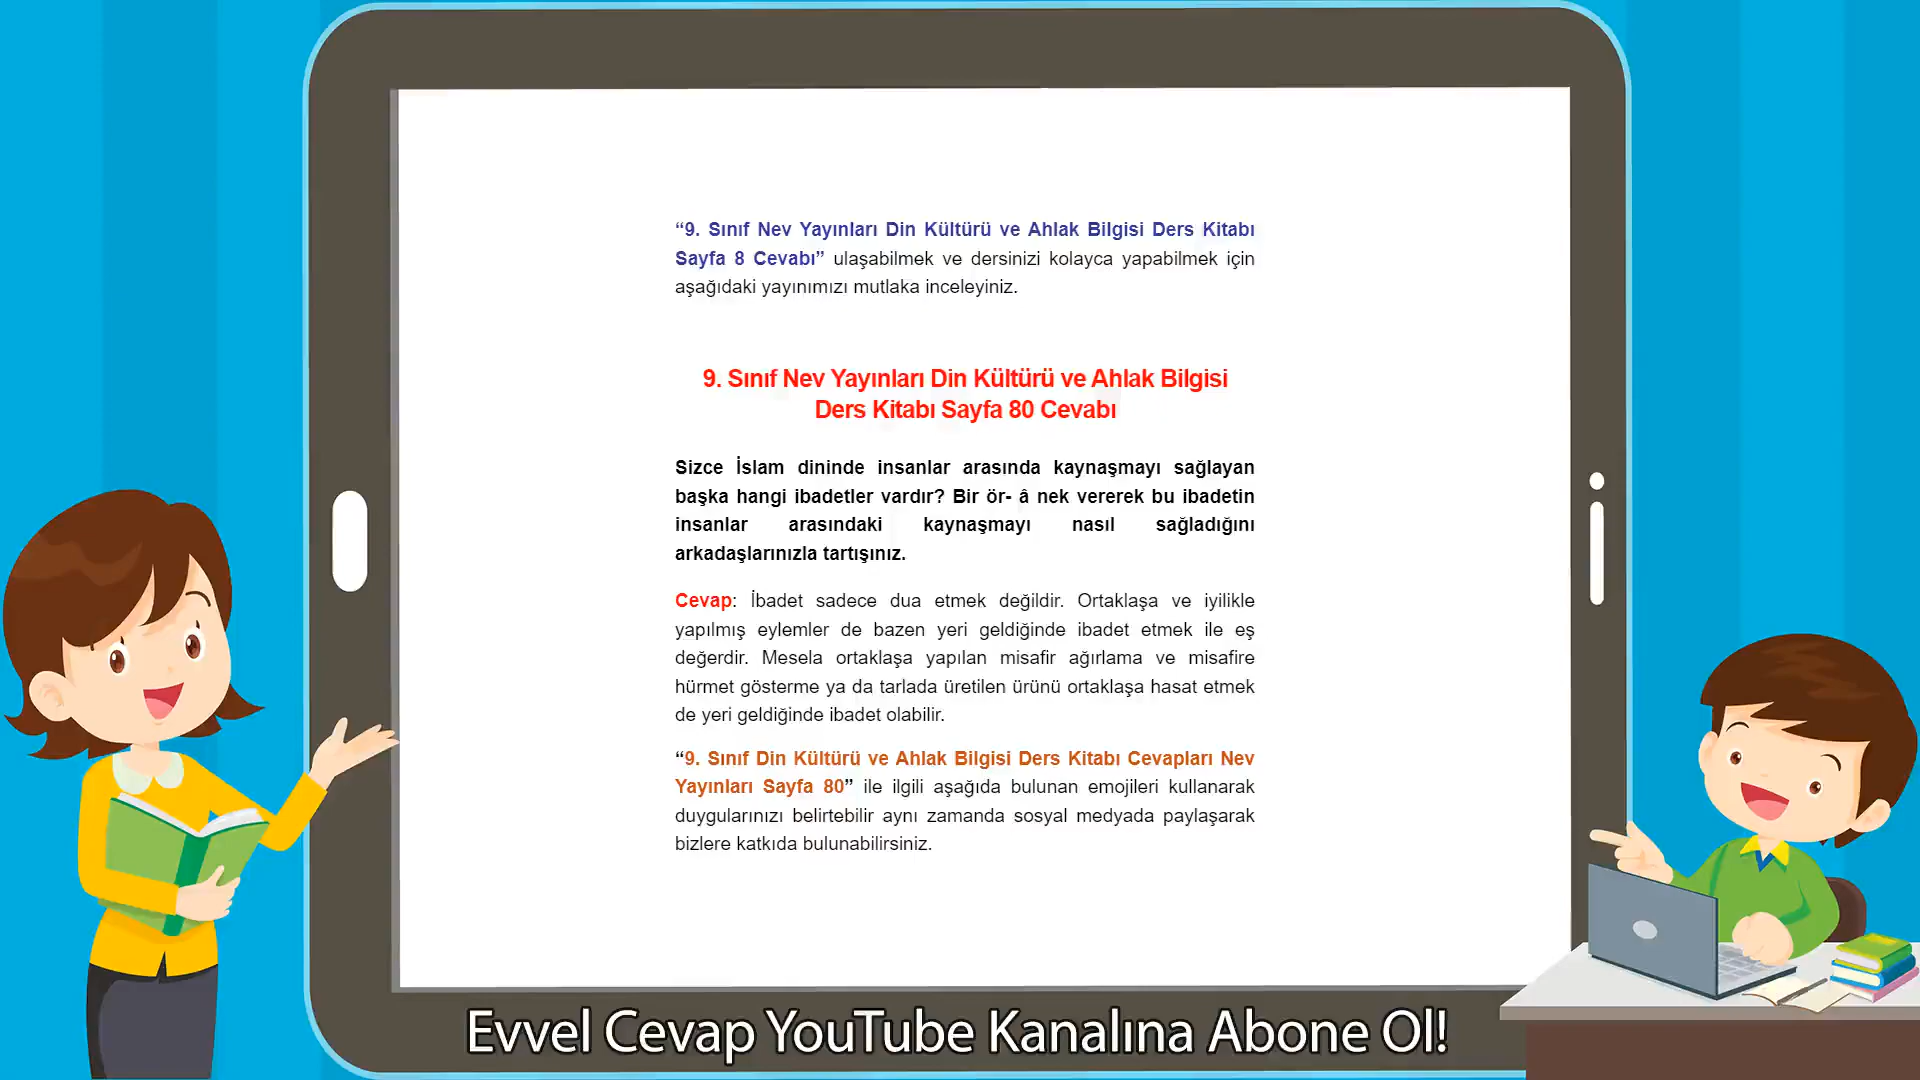 “9. Sınıf Nev Yayınları Din Kültürü ve Ahlak Bilgisi Ders Kitabı
Sayfa 8 Cevabı” ulaşabilmek ve dersinizi kolayca yapabilmek için
aşağıdaki yayınımızı mutlaka inceleyiniz.
9. Sınıf Nev Yayınları Din Kültürü ve Ahlak Bilgisi
Ders Kitabı Sayfa 80 Cevabı
Sizce İslam dininde insanlar arasında kaynaşmayı sağlayan
başka hangi ibadetler vardır? Bir ör- â nek vererek bu ibadetin
insanlar arasındaki kaynaşmayı nasıl sağladığını
arkadaşlarınızla tartışınız.
Cevap: İbadet sadece dua etmek değildir. Ortaklaşa ve iyilikle
yapılmış eylemler de bazen yeri geldiğinde ibadet etmek ile eş
değerdir. Mesela ortaklaşa yapılan misafir ağırlama ve misafire
hürmet gösterme ya da tarlada üretilen ürünü ortaklaşa hasat etmek
de yeri geldiğinde ibadet olabilir.
“9. Sınıf Din Kültürü ve Ahlak Bilgisi Ders Kitabı Cevapları Nev
Yayınları Sayfa 80” ile ilgili aşağıda bulunan emojileri kullanarak
duygularınızı belirtebilir aynı zamanda sosyal medyada paylaşarak
bizlere katkıda bulunabilirsiniz.
Evvel Cevap YouTube Kanalına Abone Ol!